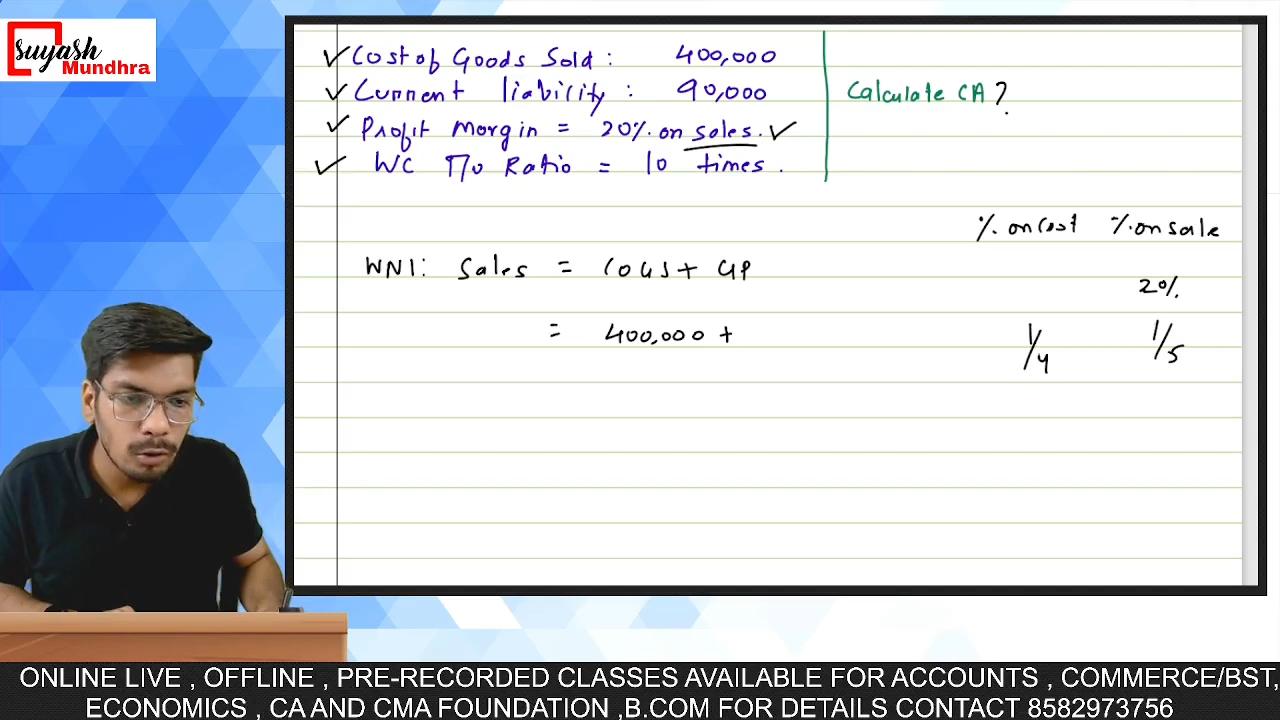 Suyash
Mundhra
Cost of Goods Sold : 400,000
Current liability : 90,000
Profit Margin = 20% on sales.
WC T/o Ratio = 10 times.
Calculate CA ?
% on Cost % on sale
WN1: Sales = COGS + GP
20%
= 400,000 +
1/4 1/5
ONLINE LIVE , OFFLINE , PRE-RECORDED CLASSES AVAILABLE FOR ACCOUNTS , COMMERCE/BST,
ECONOMICS , CA AND CMA FOUNDATION ,B.COM FOR DETAILS CONTACT 8582973756